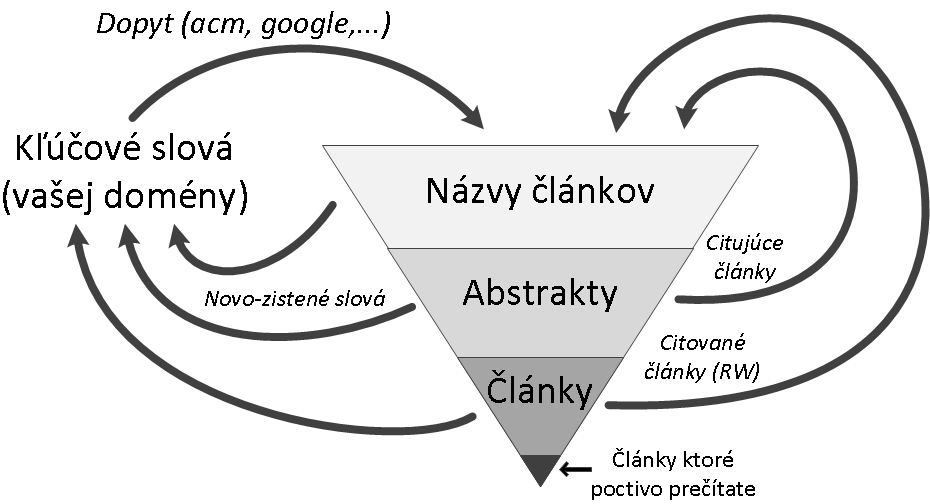 Dopyt (acm, google,...)
Kľúčové slová
(vašej domény)
Názvy článkov
Citujúce
články
Abstrakty
Novo-zistené slová
Citované
články (RW)
Články
Články ktoré
poctivo prečítate